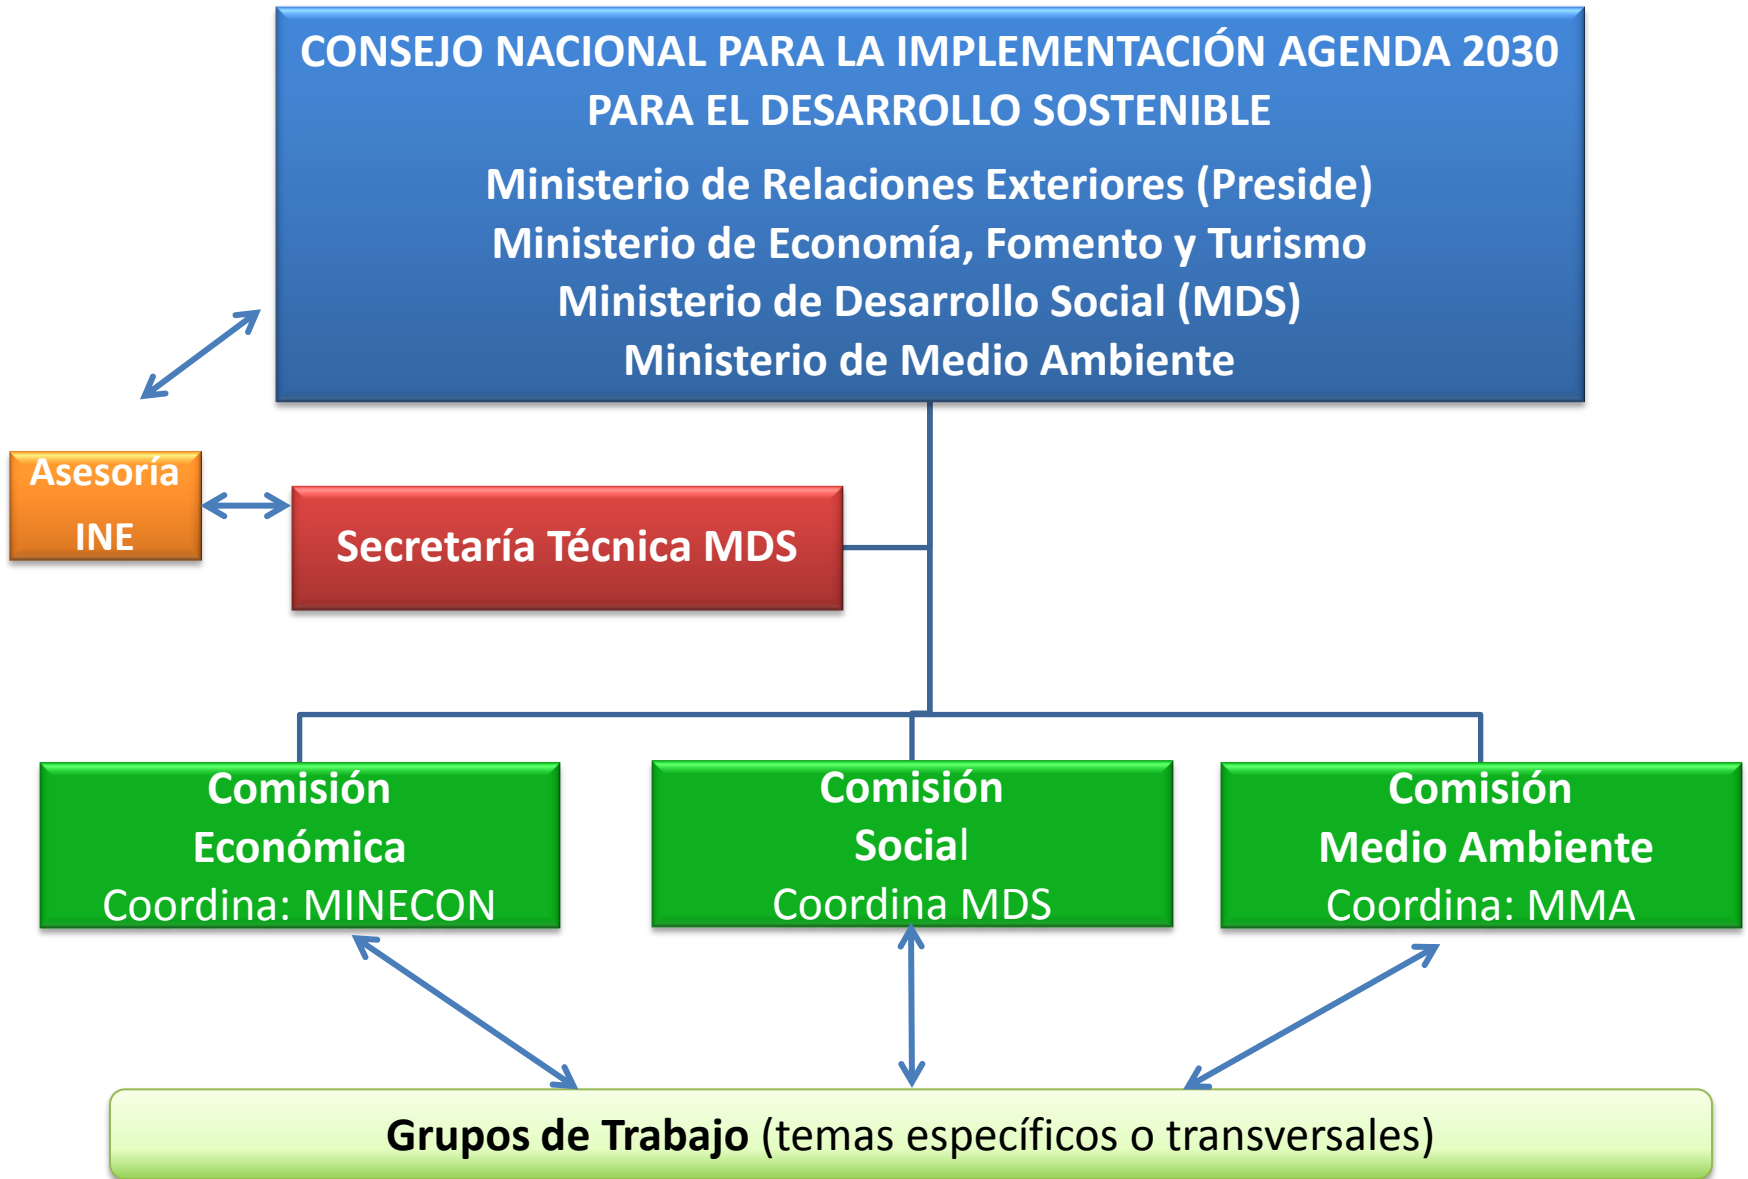 CONSEJO NACIONAL PARA LA IMPLEMENTACIÓN AGENDA 2030
PARA EL DESARROLLO SOSTENIBLE
Ministerio de Relaciones Exteriores (Preside)
Ministerio de Economía, Fomento y Turismo
Ministerio de Desarrollo Social (MDS)
Ministerio de Medio Ambiente
Asesoría
INE
Secretaría Técnica MDS
Comisión
Económica
Coordina: MINECON
Comisión
Social
Coordina MDS
Comisión
Medio Ambiente
Coordina: MMA
Grupos de Trabajo (temas específicos o transversales)